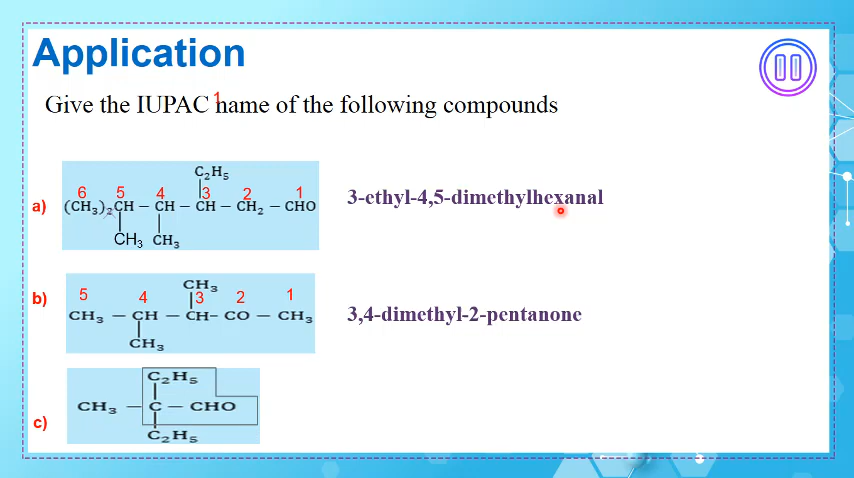 Application
Give the IUPAC name of the following compounds
1
a)
C₂H₅
6 5 4 3 2 1
(CH₃)₂CH – CH – CH – CH₂ – CHO
CH₃ CH₃
3-ethyl-4,5-dimethylhexanal
b)
CH₃
5 4 3 2 1
CH₃ – CH – CH– CO – CH₃
CH₃
3,4-dimethyl-2-pentanone
c)
C₂H₅
CH₃ – C – CHO
C₂H₅